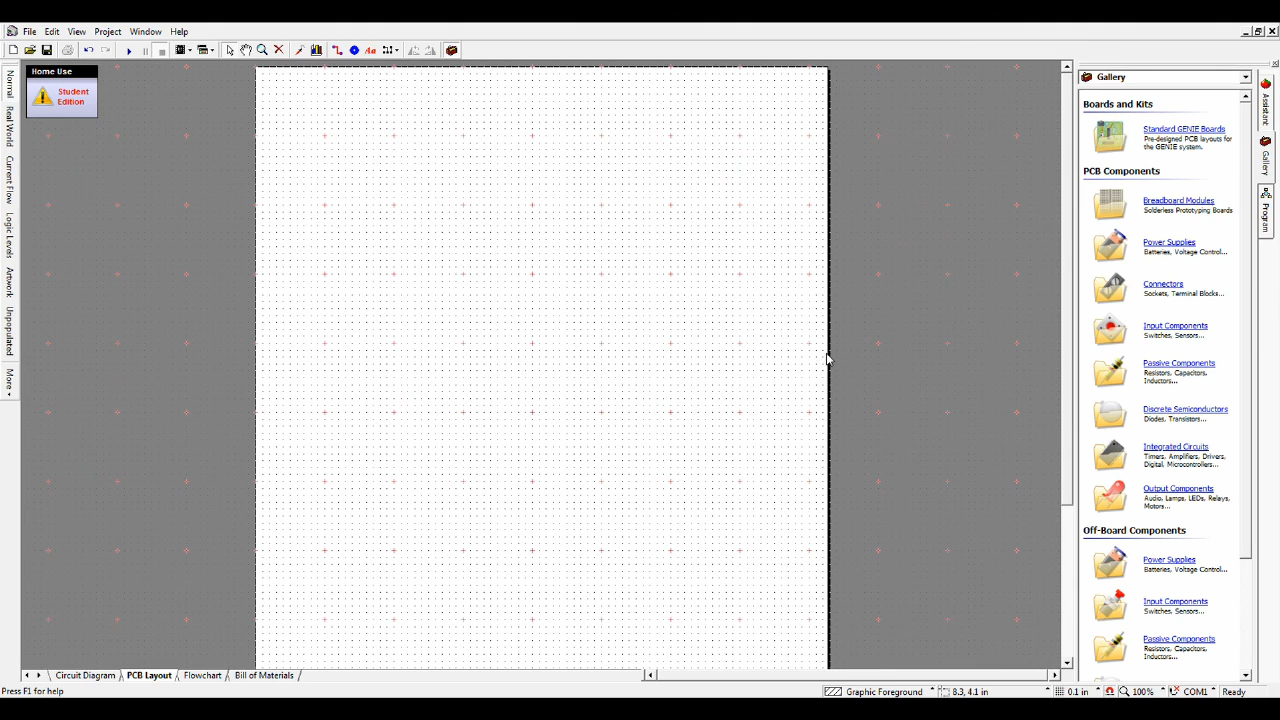 File Edit View Project Window Help
Aa
Home Use
Student
Edition
Normal
Real World
Current Flow
Logic Levels
Artwork
Unpopulated
More
Gallery
Boards and Kits
Standard GENIE Boards
Pre-designed PCB layouts for
the GENIE system.
PCB Components
Breadboard Modules
Solderless Prototyping Boards
Power Supplies
Batteries, Voltage Control...
Connectors
Sockets, Terminal Blocks...
Input Components
Switches, Sensors...
Passive Components
Resistors, Capacitors,
Inductors...
Discrete Semiconductors
Diodes, Transistors...
Integrated Circuits
Timers, Amplifiers, Drivers,
Digital, Microcontrollers...
Output Components
Audio, Lamps, LEDs, Relays,
Motors...
Off-Board Components
Power Supplies
Batteries, Voltage Control...
Input Components
Switches, Sensors...
Passive Components
Resistors, Capacitors,
Inductors...
Assistant
Gallery
Program
Circuit Diagram PCB Layout Flowchart Bill of Materials
Press F1 for help Graphic Foreground 8.3, 4.1 in 0.1 in 100% COM1 Ready